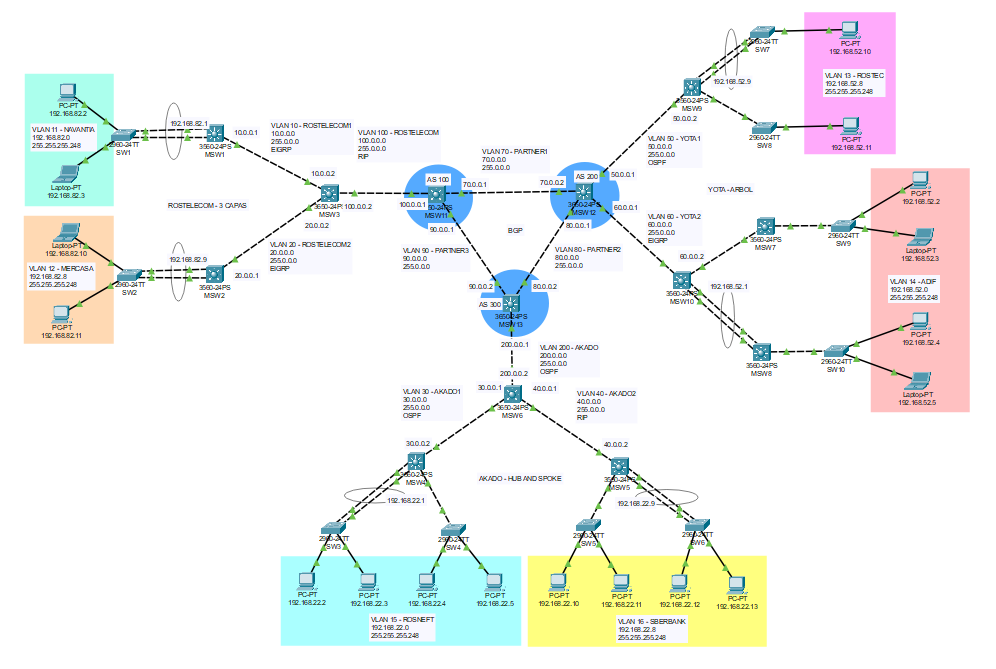 PC-PT
192.168.82.2
VLAN 11 - NAVANTIA
192.168.82.0
255.255.255.248
2960-24TT
SW1
Laptop-PT
192.168.82.3
192.168.82.1
3560-24PS
MSW1
10.0.0.1
VLAN 10 - ROSTELECOM1
10.0.0.0
255.0.0.0
EIGRP
VLAN 100 - ROSTELECOM
100.0.0.0
255.0.0.0
RIP
10.0.0.2
ROSTELECOM - 3 CAPAS
MSW3
100.0.0.2
20.0.0.2
Laptop-PT
192.168.82.10
VLAN 12 - MERCASA
192.168.82.8
255.255.255.248
2960-24TT
SW2
PC-PT
192.168.82.11
192.168.82.9
3560-24PS
MSW2
20.0.0.1
VLAN 20 - ROSTELECOM2
20.0.0.0
255.0.0.0
EIGRP
AS 100
100.0.0.1
MSW11
70.0.0.1
90.0.0.1
VLAN 70 - PARTNER1
70.0.0.0
255.0.0.0
AS 200
70.0.0.2
50.0.0.1
MSW12
60.0.0.1
80.0.0.1
BGP
VLAN 90 - PARTNER3
90.0.0.0
255.0.0.0
VLAN 80 - PARTNER2
80.0.0.0
255.0.0.0
90.0.0.2
80.0.0.2
AS 300
3650-24PS
MSW13
200.0.0.1
VLAN 200 - AKADO
200.0.0.0
255.0.0.0
OSPF
200.0.0.2
30.0.0.1
40.0.0.1
3650-24PS
MSW6
VLAN 30 - AKADO1
30.0.0.0
255.0.0.0
OSPF
VLAN 40 - AKADO2
40.0.0.0
255.0.0.0
RIP
30.0.0.2
40.0.0.2
3560-24PS
MSW4
AKADO - HUB AND SPOKE
3560-24PS
MSW5
192.168.22.1
192.168.22.9
2960-24TT
SW3
2960-24TT
SW4
2960-24TT
SW5
2960-24TT
SW6
PC-PT
192.168.22.2
PC-PT
192.168.22.3
PC-PT
192.168.22.4
PC-PT
192.168.22.5
PC-PT
192.168.22.10
PC-PT
192.168.22.11
PC-PT
192.168.22.12
PC-PT
192.168.22.13
VLAN 15 - ROSNEFT
192.168.22.0
255.255.255.248
VLAN 16 - SBERBANK
192.168.22.8
255.255.255.248
2960-24TT
SW7
PC-PT
192.168.52.10
VLAN 13 - ROSTEC
192.168.52.8
255.255.255.248
192.168.52.9
3560-24PS
MSW9
50.0.0.2
2960-24TT
SW8
PC-PT
192.168.52.11
VLAN 50 - YOTA1
50.0.0.0
255.0.0.0
OSPF
YOTA - ARBOL
VLAN 60 - YOTA2
60.0.0.0
255.0.0.0
EIGRP
60.0.0.2
3560-24PS
MSW10
192.168.52.1
3560-24PS
MSW7
2960-24TT
SW9
PC-PT
192.168.52.2
Laptop-PT
192.168.52.3
VLAN 14 - ADIF
192.168.52.0
255.255.255.248
3560-24PS
MSW8
2960-24TT
SW10
PC-PT
192.168.52.4
Laptop-PT
192.168.52.5